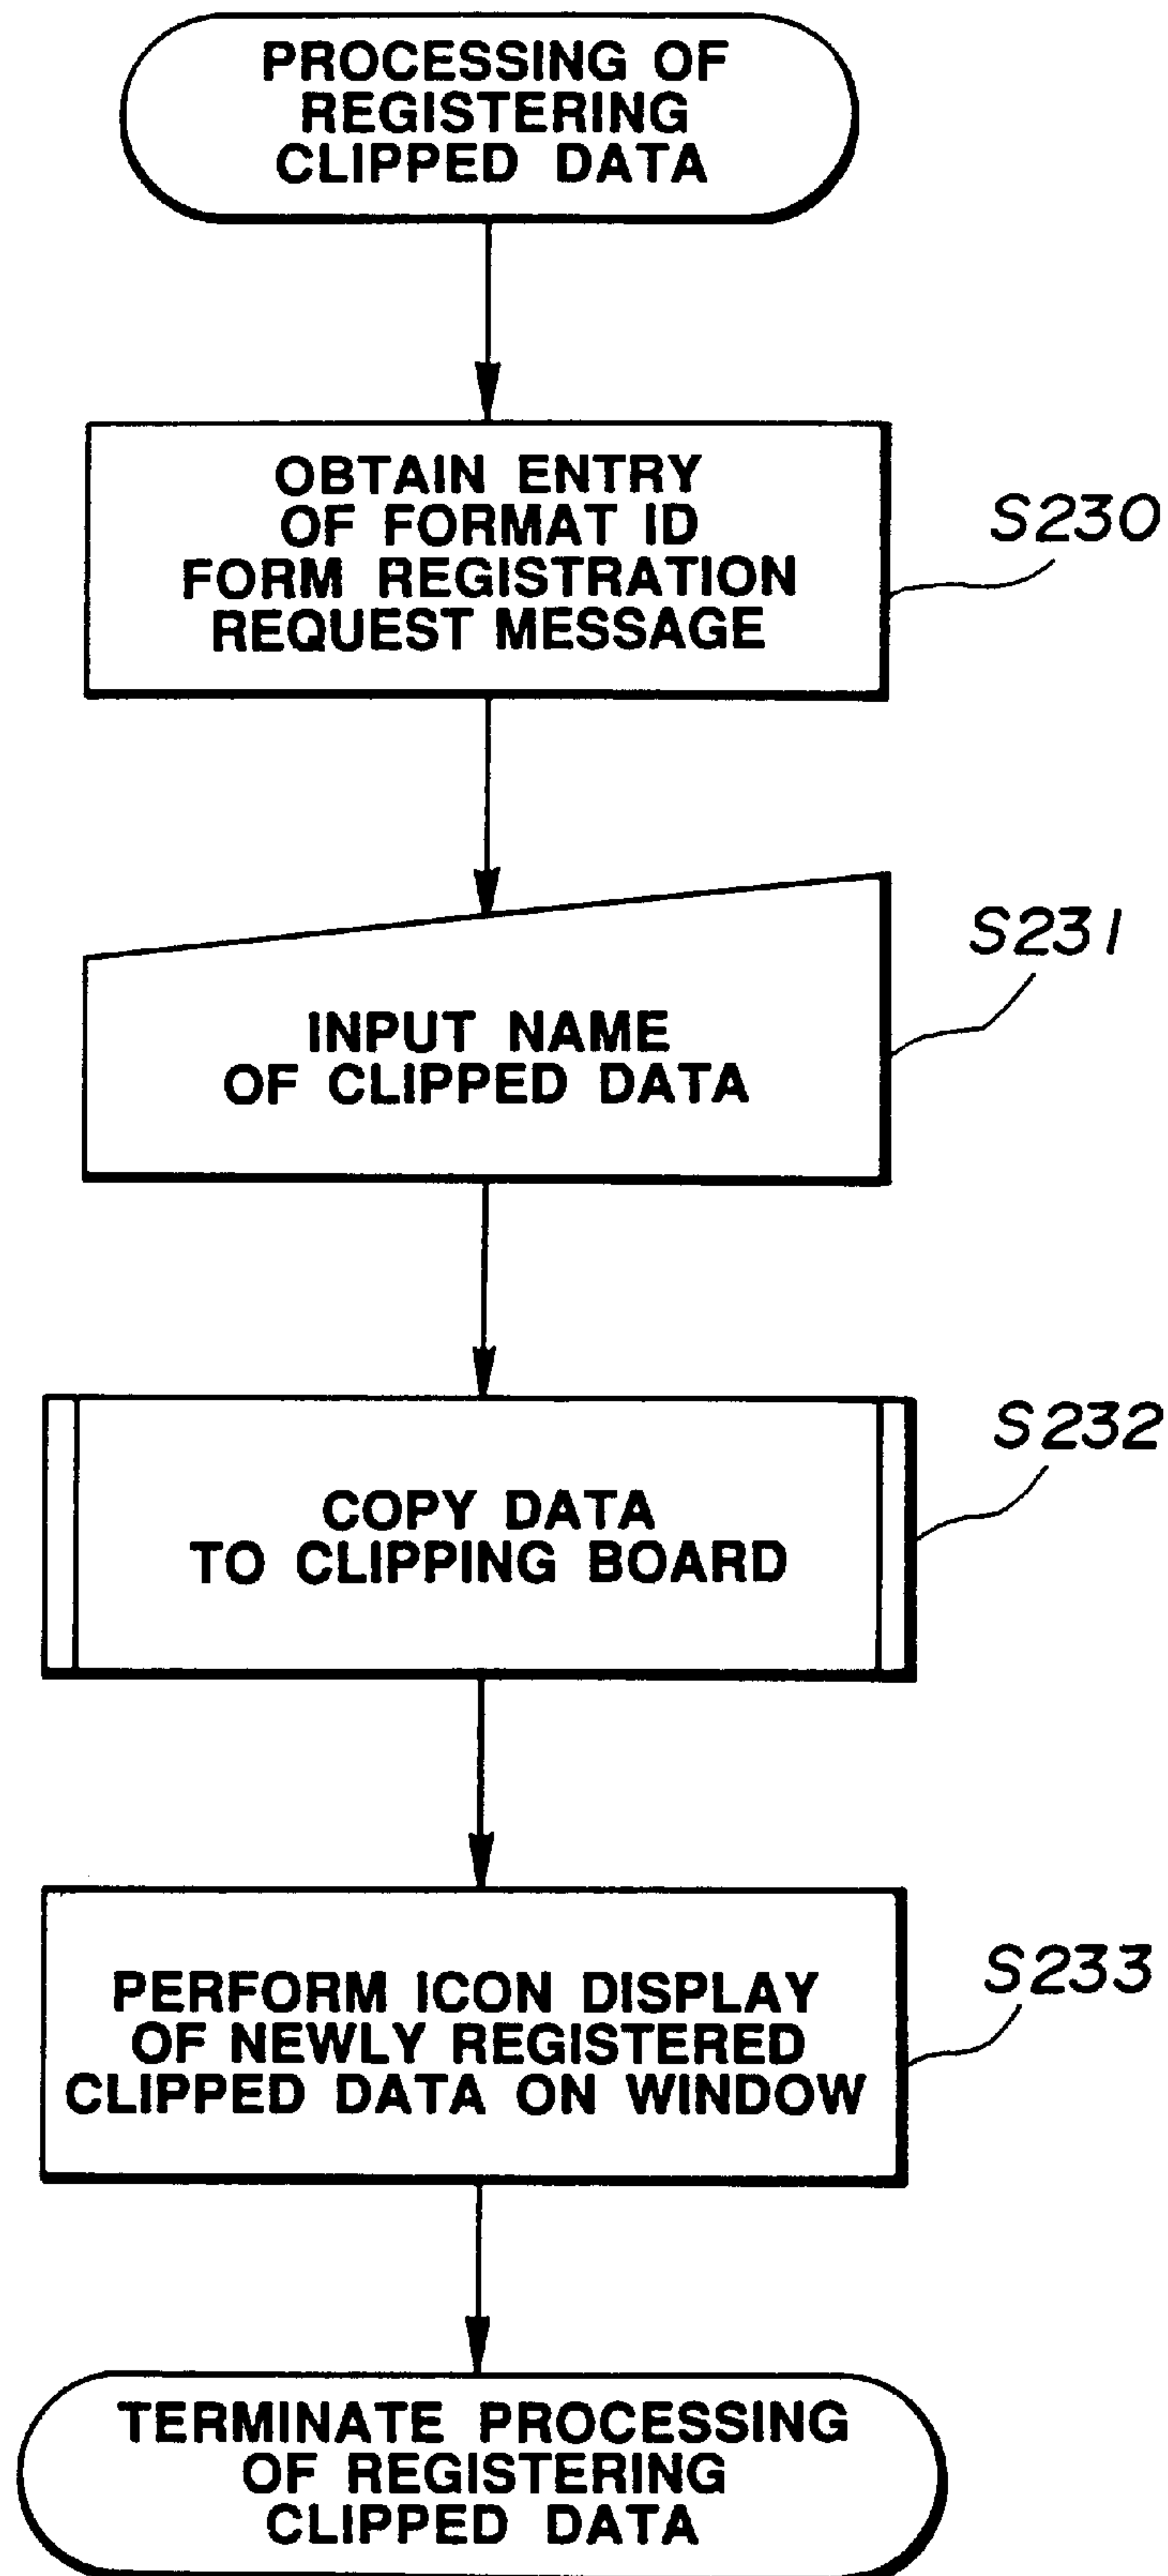 PROCESSING OF
REGISTERING
CLIPPED DATA
OBTAIN ENTRY
OF FORMAT ID
FORM REGISTRATION
REQUEST MESSAGE
S230
INPUT NAME
OF CLIPPED DATA
S231
COPY DATA
TO CLIPPING BOARD
S232
PERFORM ICON DISPLAY
OF NEWLY REGISTERED
CLIPPED DATA ON WINDOW
S233
TERMINATE PROCESSING
OF REGISTERING
CLIPPED DATA